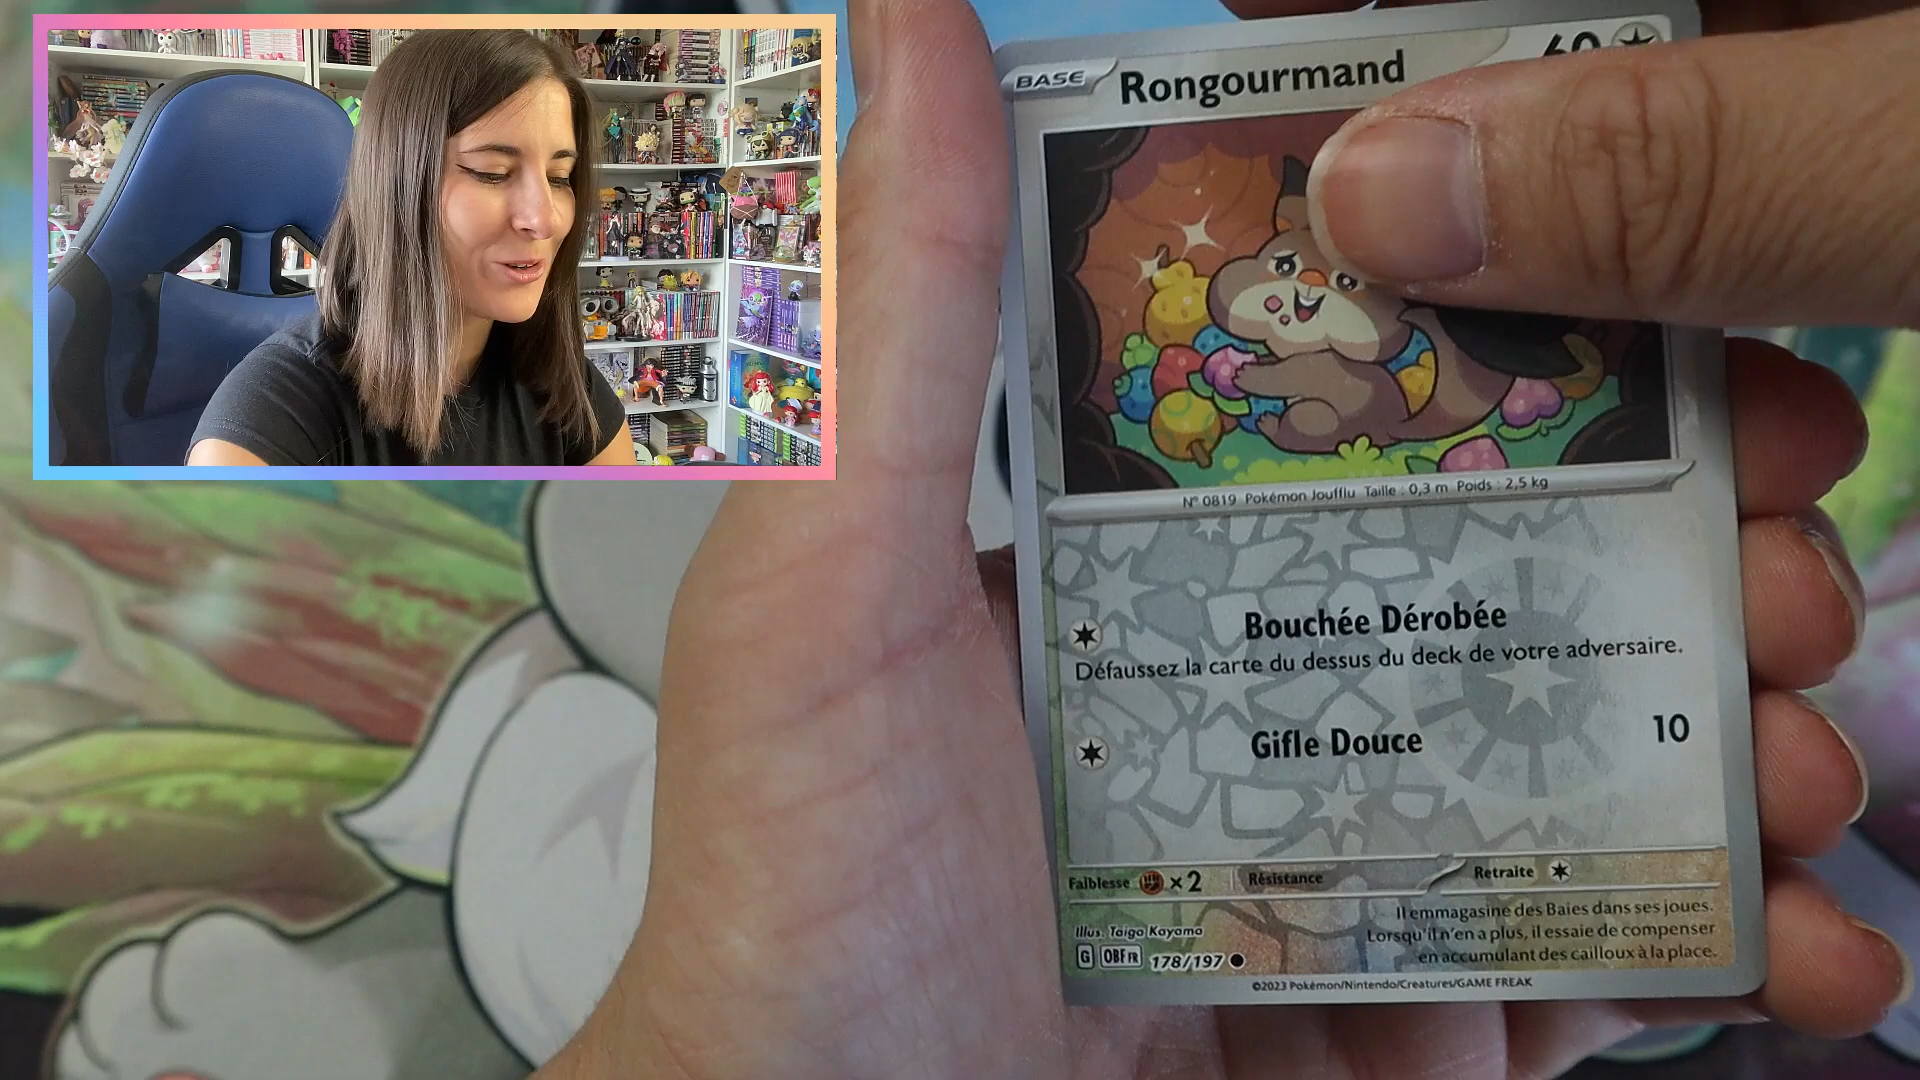 BASE Rongourmand 60
N° 0819 Pokémon Joufflu Taille : 0,3 m Poids : 2,5 kg
Bouchée Dérobée
Défaussez la carte du dessus du deck de votre adversaire.
Gifle Douce 10
Faiblesse ×2 Résistance Retraite
Illus. Taiga Kayama
G OBF FR 178/197
Il emmagasine des Baies dans ses joues.
Lorsqu'il n'en a plus, il essaie de compenser
en accumulant des cailloux à la place.
©2023 Pokémon/Nintendo/Creatures/GAME FREAK